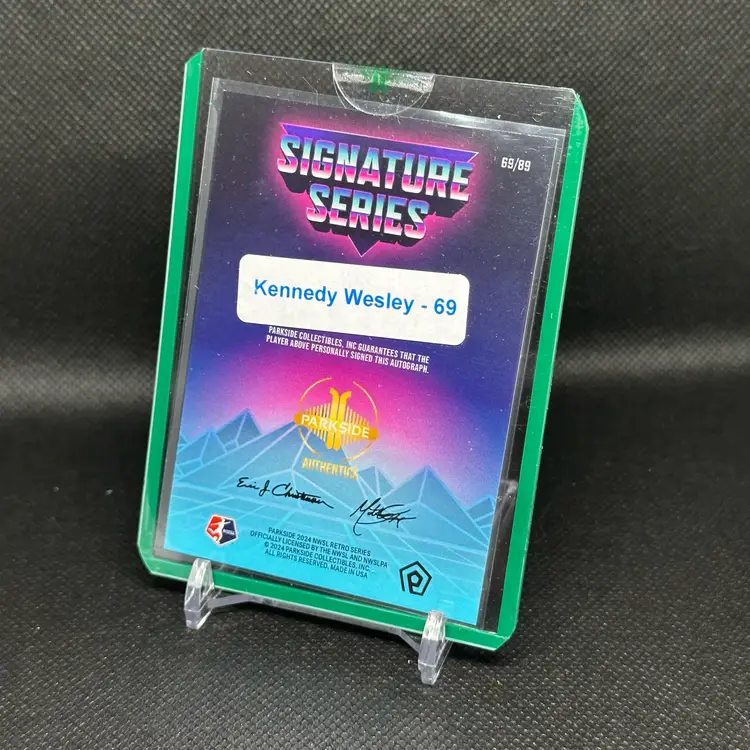 SIGNATURE
SERIES
69/89
Kennedy Wesley - 69
PARKSIDE COLLECTIBLES, INC GUARANTEES THAT THE
PLAYER ABOVE PERSONALLY SIGNED THIS AUTOGRAPH.
PARKSIDE
AUTHENTICS
PARKSIDE 2024 NWSL RETRO SERIES
OFFICIALLY LICENSED BY THE NWSL AND NWSLPA
© 2024 PARKSIDE COLLECTIBLES, INC.
ALL RIGHTS RESERVED, MADE IN USA